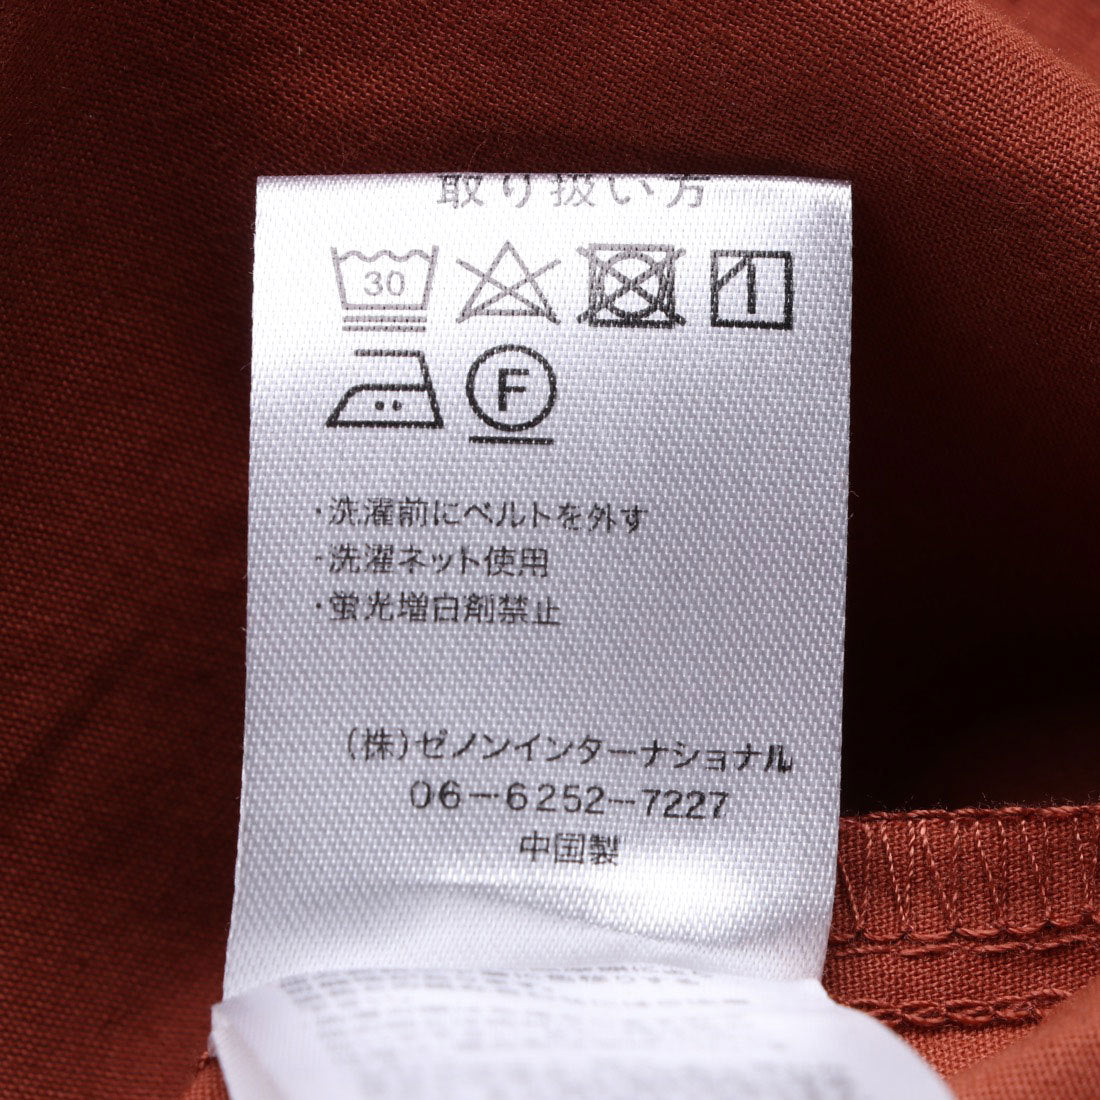 取り扱い方
30
F
・洗濯前にベルトを外す
・洗濯ネット使用
・蛍光増白剤禁止
(株)ゼノンインターナショナル
06-6252-7227
中国製